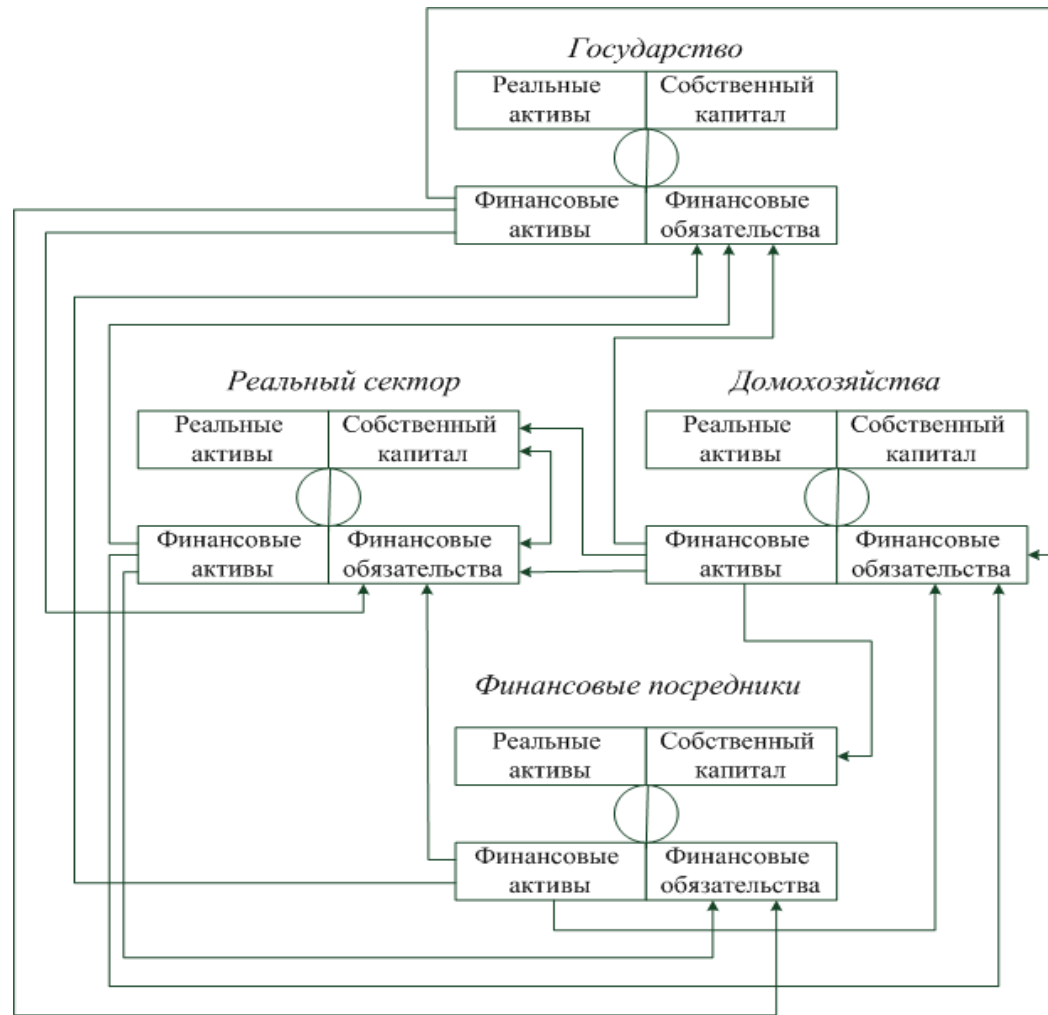 Государство
Реальные активы
Собственный капитал
Финансовые активы
Финансовые обязательства
Реальный сектор
Реальные активы
Собственный капитал
Финансовые активы
Финансовые обязательства
Домохозяйства
Реальные активы
Собственный капитал
Финансовые активы
Финансовые обязательства
Финансовые посредники
Реальные активы
Собственный капитал
Финансовые активы
Финансовые обязательства